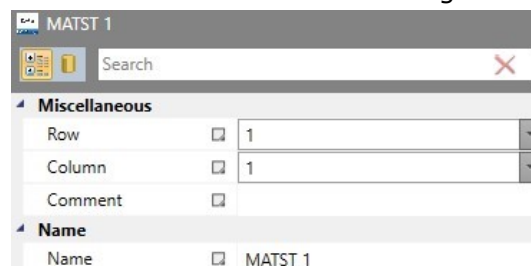 MATST 1
Search
Miscellaneous
Row 1
Column 1
Comment
Name
Name MATST 1